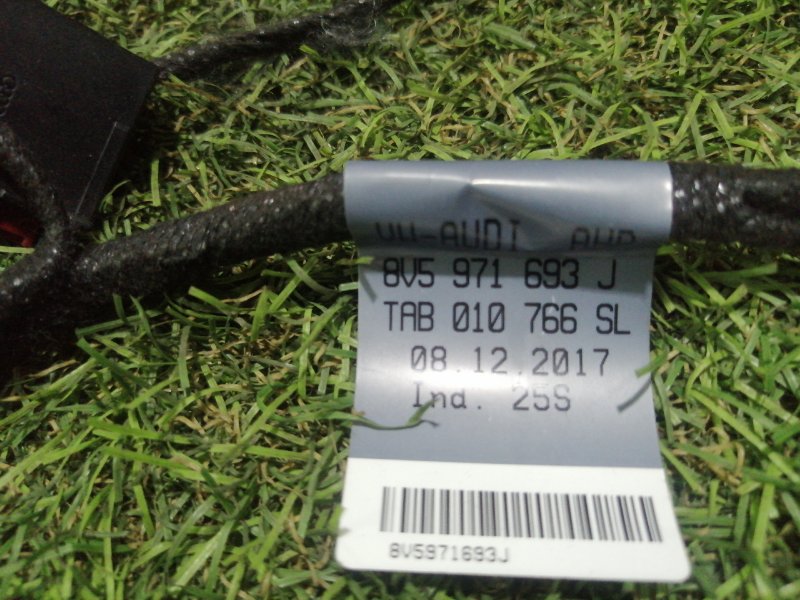 VW-AUDI
8V5 971 693 J
TAB 010 766 SL
08.12.2017
Ind. 25S
8V5971693J